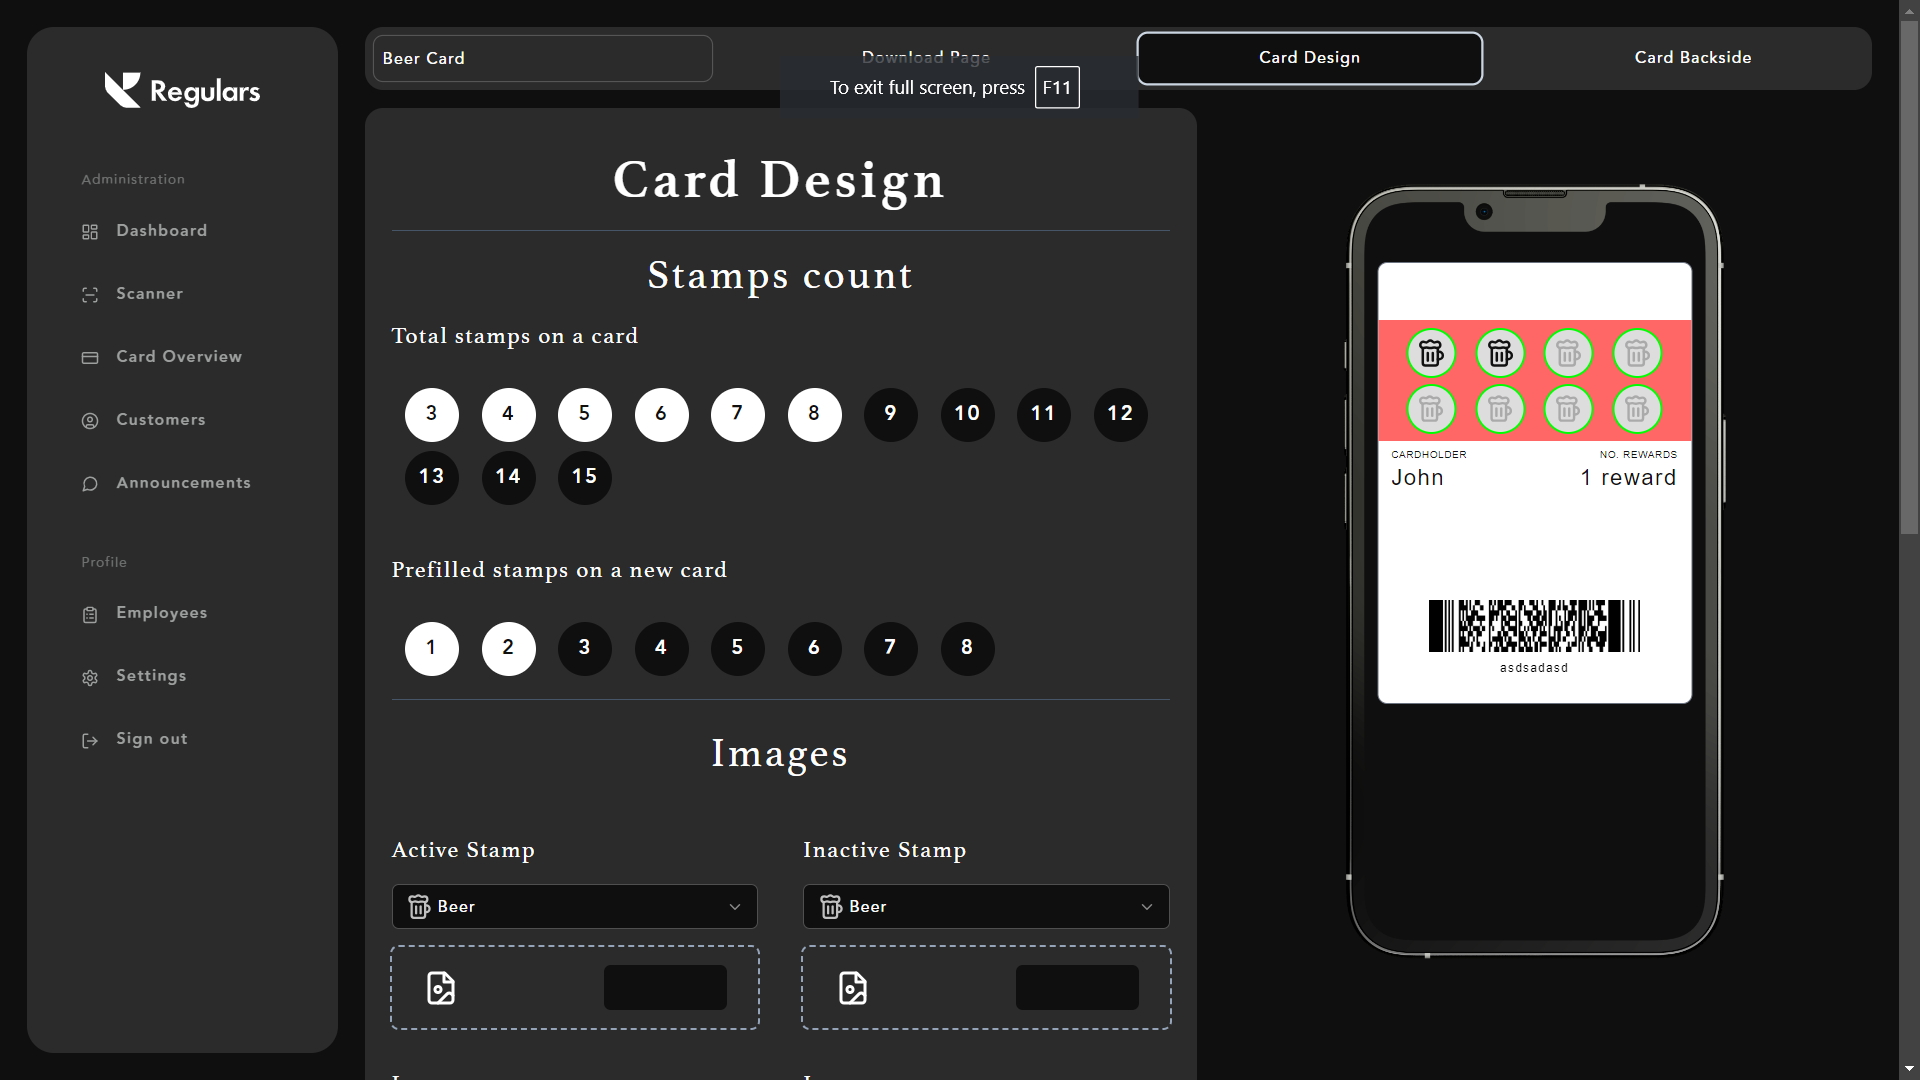 Regulars
Administration
Dashboard
Scanner
Card Overview
Customers
Announcements
Profile
Employees
Settings
Sign out
Beer Card
Download Page
Card Design
Card Backside
To exit full screen, press F11
Card Design
Stamps count
Total stamps on a card
3 4 5 6 7 8 9 10 11 12
13 14 15
Prefilled stamps on a new card
1 2 3 4 5 6 7 8
Images
Active Stamp
Inactive Stamp
Beer
Beer
CARDHOLDER
NO. REWARDS
John
1 reward
asdsadasd